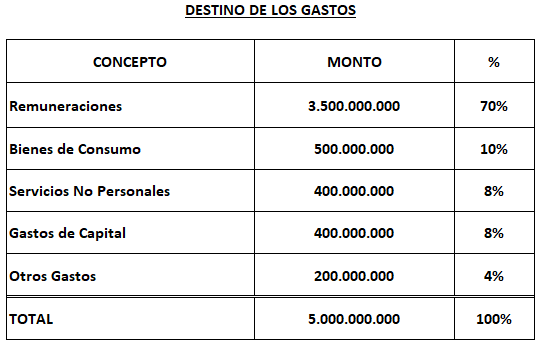 DESTINO DE LOS GASTOS
CONCEPTO MONTO %
Remuneraciones 3.500.000.000 70%
Bienes de Consumo 500.000.000 10%
Servicios No Personales 400.000.000 8%
Gastos de Capital 400.000.000 8%
Otros Gastos 200.000.000 4%
TOTAL 5.000.000.000 100%